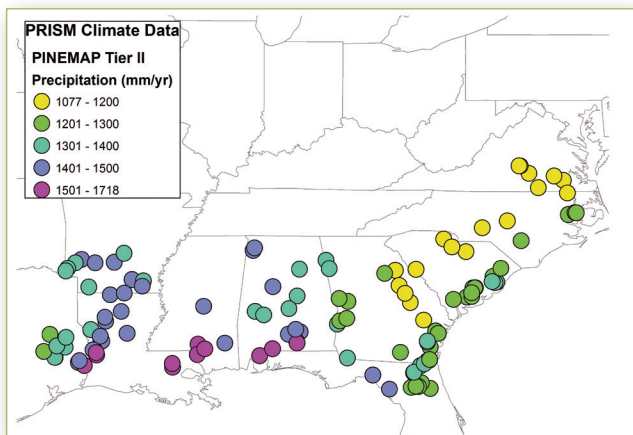 PRISM Climate Data
PINEMAP Tier II
Precipitation (mm/yr)
1077 - 1200
1201 - 1300
1301 - 1400
1401 - 1500
1501 - 1718